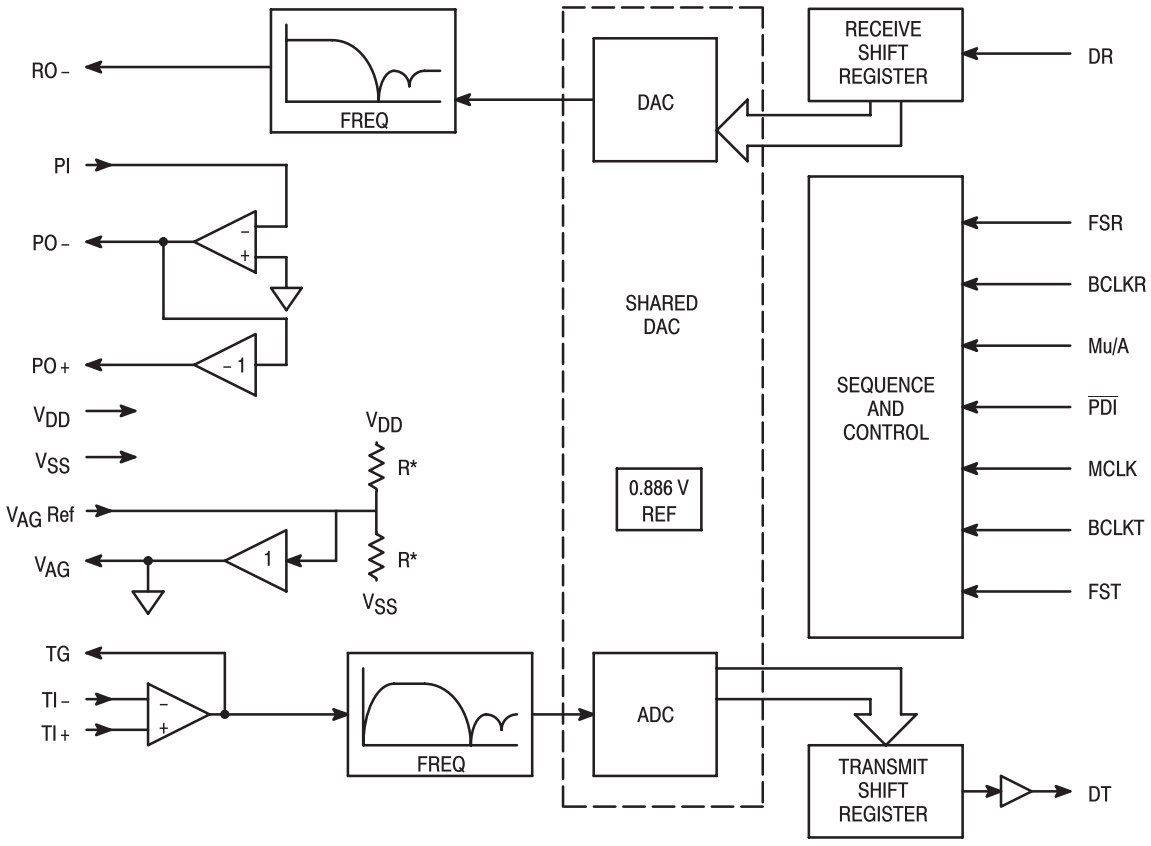 RO –
FREQ
DAC
RECEIVE
SHIFT
REGISTER
DR
PI
PO –
–
+
PO +
– 1
VDD
VSS
VAG Ref
VAG
1
VDD
R*
R*
VSS
SHARED
DAC
0.886 V
REF
SEQUENCE
AND
CONTROL
FSR
BCLKR
Mu/A
PDI
MCLK
BCLKT
FST
TG
TI –
TI +
–
+
FREQ
ADC
TRANSMIT
SHIFT
REGISTER
DT